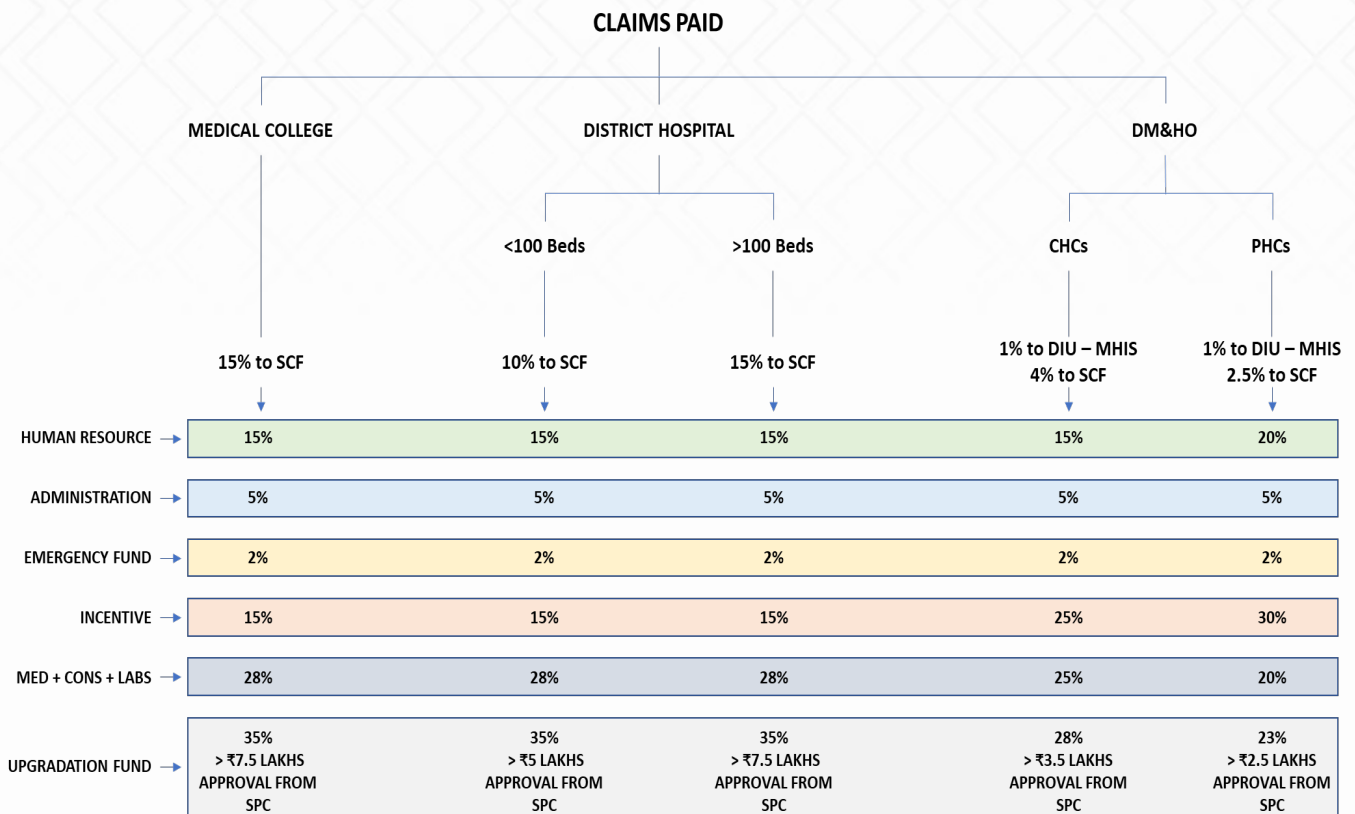 CLAIMS PAID
MEDICAL COLLEGE
DISTRICT HOSPITAL
DM&HO
<100 Beds
>100 Beds
CHCs
PHCs
15% to SCF
10% to SCF
15% to SCF
1% to DIU – MHIS
4% to SCF
1% to DIU – MHIS
2.5% to SCF
HUMAN RESOURCE
15%
15%
15%
15%
20%
ADMINISTRATION
5%
5%
5%
5%
5%
EMERGENCY FUND
2%
2%
2%
2%
2%
INCENTIVE
15%
15%
15%
25%
30%
MED + CONS + LABS
28%
28%
28%
25%
20%
UPGRADATION FUND
35%
> ₹7.5 LAKHS
APPROVAL FROM
SPC
35%
> ₹5 LAKHS
APPROVAL FROM
SPC
35%
> ₹7.5 LAKHS
APPROVAL FROM
SPC
28%
> ₹3.5 LAKHS
APPROVAL FROM
SPC
23%
> ₹2.5 LAKHS
APPROVAL FROM
SPC